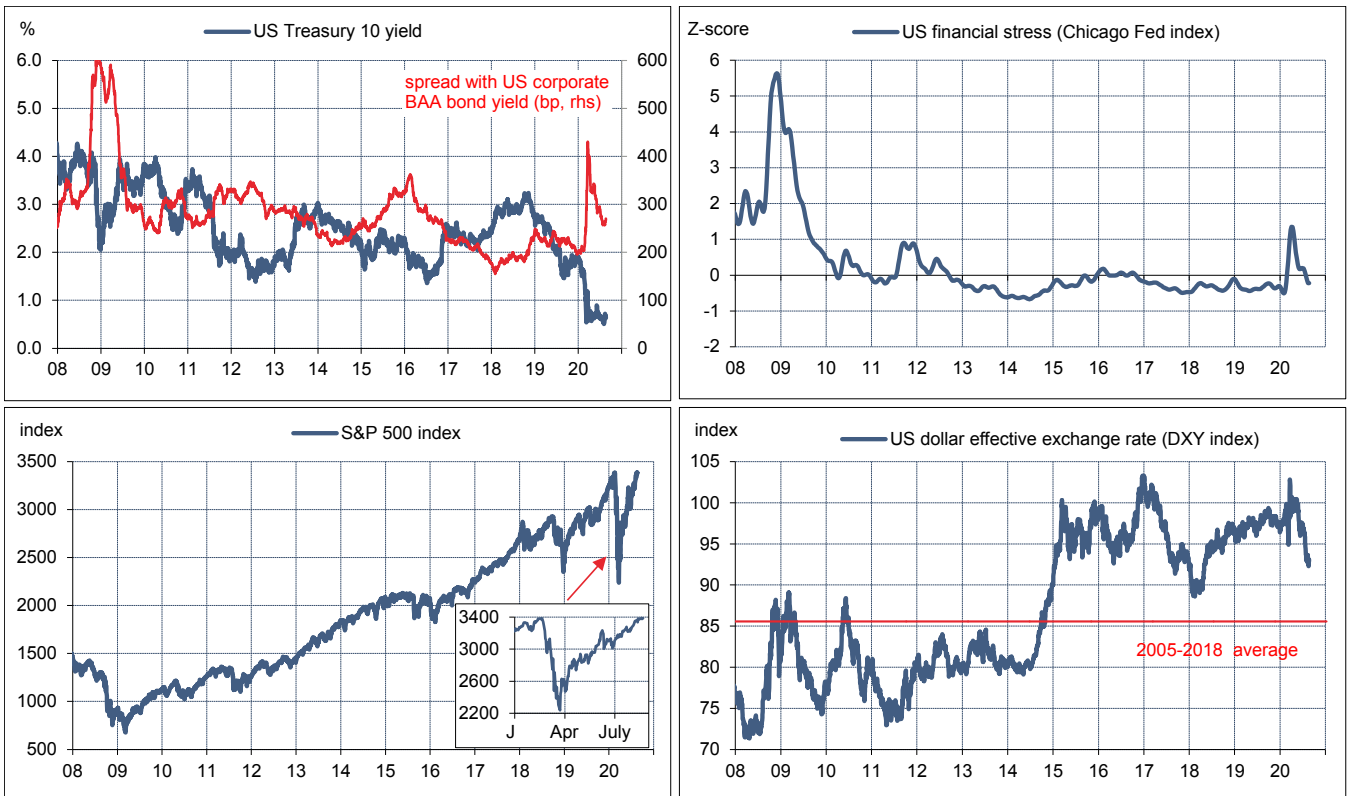 %
US Treasury 10 yield
spread with US corporate
BAA bond yield (bp, rhs)
6.0
5.0
4.0
3.0
2.0
1.0
0.0
600
500
400
300
200
100
0
08 09 10 11 12 13 14 15 16 17 18 19 20
Z-score
US financial stress (Chicago Fed index)
6
5
4
3
2
1
0
-1
-2
08 09 10 11 12 13 14 15 16 17 18 19 20
index
S&P 500 index
3500
3000
2500
2000
1500
1000
500
3400
3000
2600
2200
J Apr July
08 09 10 11 12 13 14 15 16 17 18 19 20
index
US dollar effective exchange rate (DXY index)
105
100
95
90
85
80
75
70
2005-2018 average
08 09 10 11 12 13 14 15 16 17 18 19 20